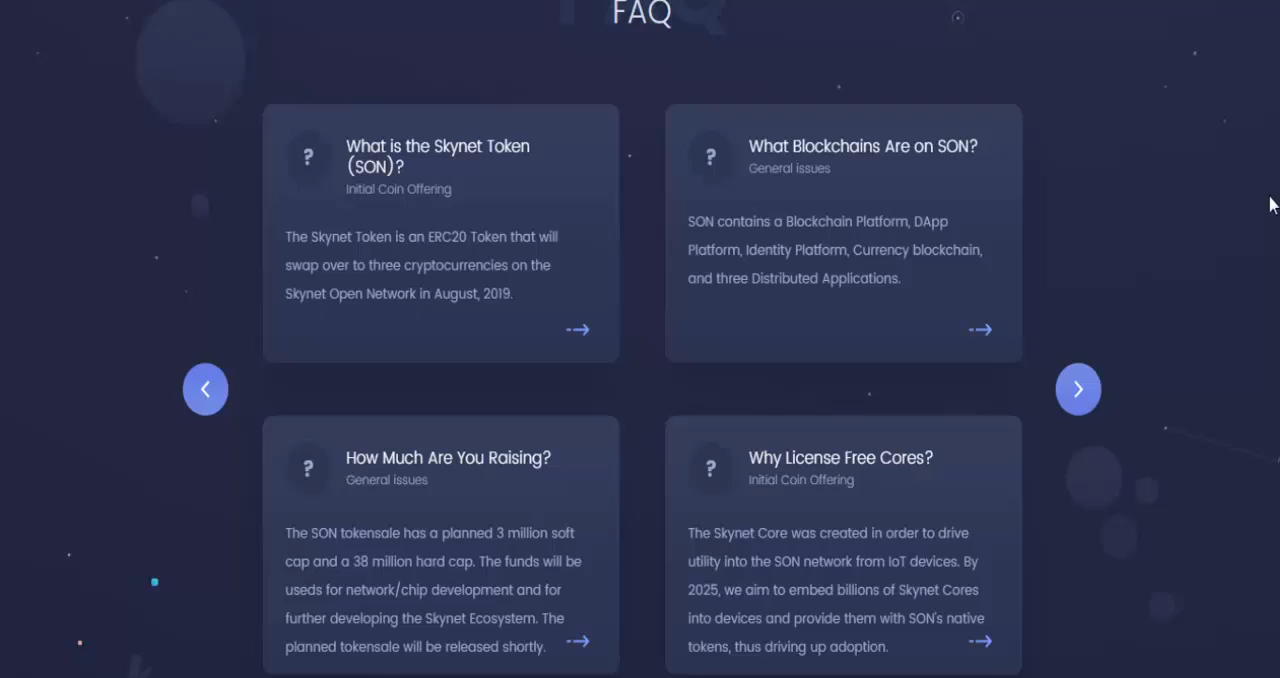 FAQ
What is the Skynet Token
(SON)?
Initial Coin Offering
The Skynet Token is an ERC20 Token that will
swap over to three cryptocurrencies on the
Skynet Open Network in August, 2019.
What Blockchains Are on SON?
General issues
SON contains a Blockchain Platform, DApp
Platform, Identity Platform, Currency blockchain,
and three Distributed Applications.
How Much Are You Raising?
General issues
The SON tokensale has a planned 3 million soft
cap and a 38 million hard cap. The funds will be
useds for network/chip development and for
further developing the Skynet Ecosystem. The
planned tokensale will be released shortly.
Why License Free Cores?
Initial Coin Offering
The Skynet Core was created in order to drive
utility into the SON network from IoT devices. By
2025, we aim to embed billions of Skynet Cores
into devices and provide them with SON's native
tokens, thus driving up adoption.